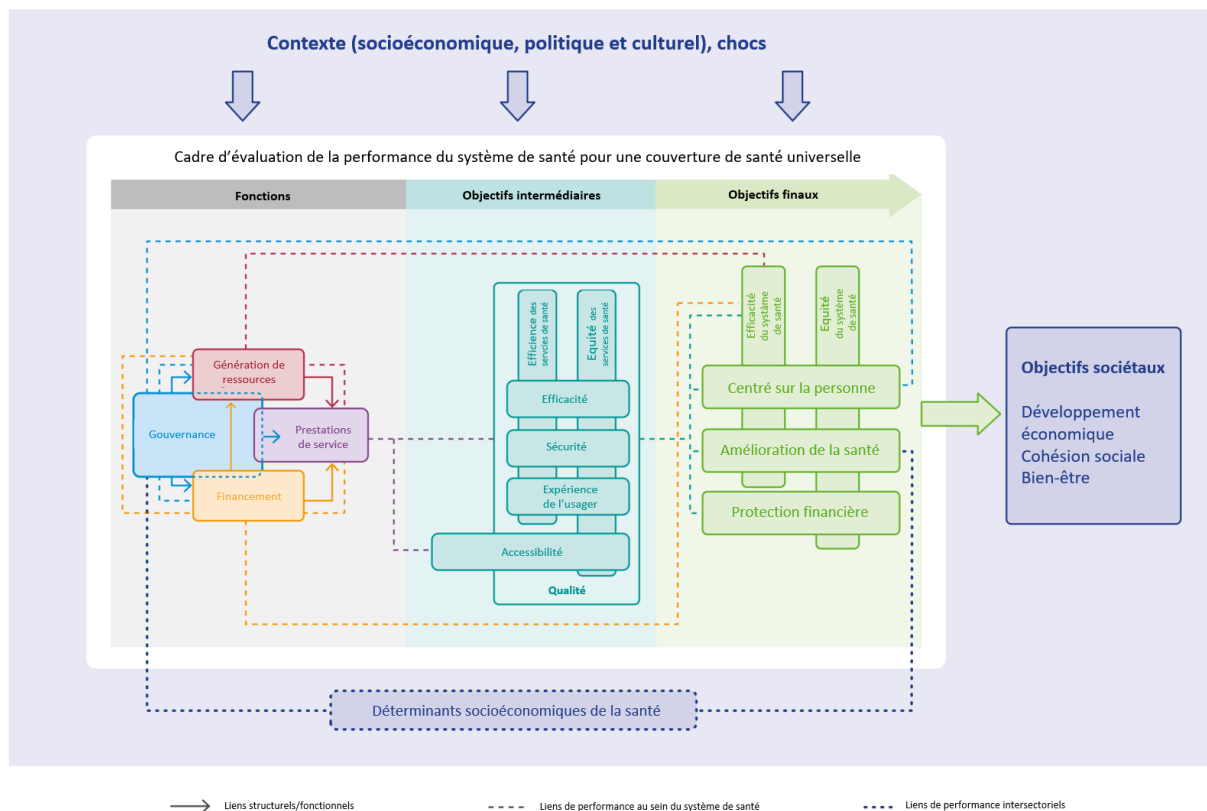 Contexte (socioéconomique, politique et culturel), chocs
Cadre d'évaluation de la performance du système de santé pour une couverture de santé universelle
Fonctions
Objectifs intermédiaires
Objectifs finaux
Génération de
ressources
Gouvernance
Prestations
de service
Financement
Efficience des
servcies de santé
Equité des
services de santé
Efficacité
Sécurité
Expérience
de l'usager
Accessibilité
Qualité
Efficacité
du systàme
de santé
Equité
du systàme
de santé
Centré sur la personne
Amélioration de la santé
Protection financière
Objectifs sociétaux
Développement
économique
Cohésion sociale
Bien-être
Déterminants socioéconomiques de la santé
Liens structurels/fonctionnels
Liens de performance au sein du système de santé
Liens de performance intersectoriels